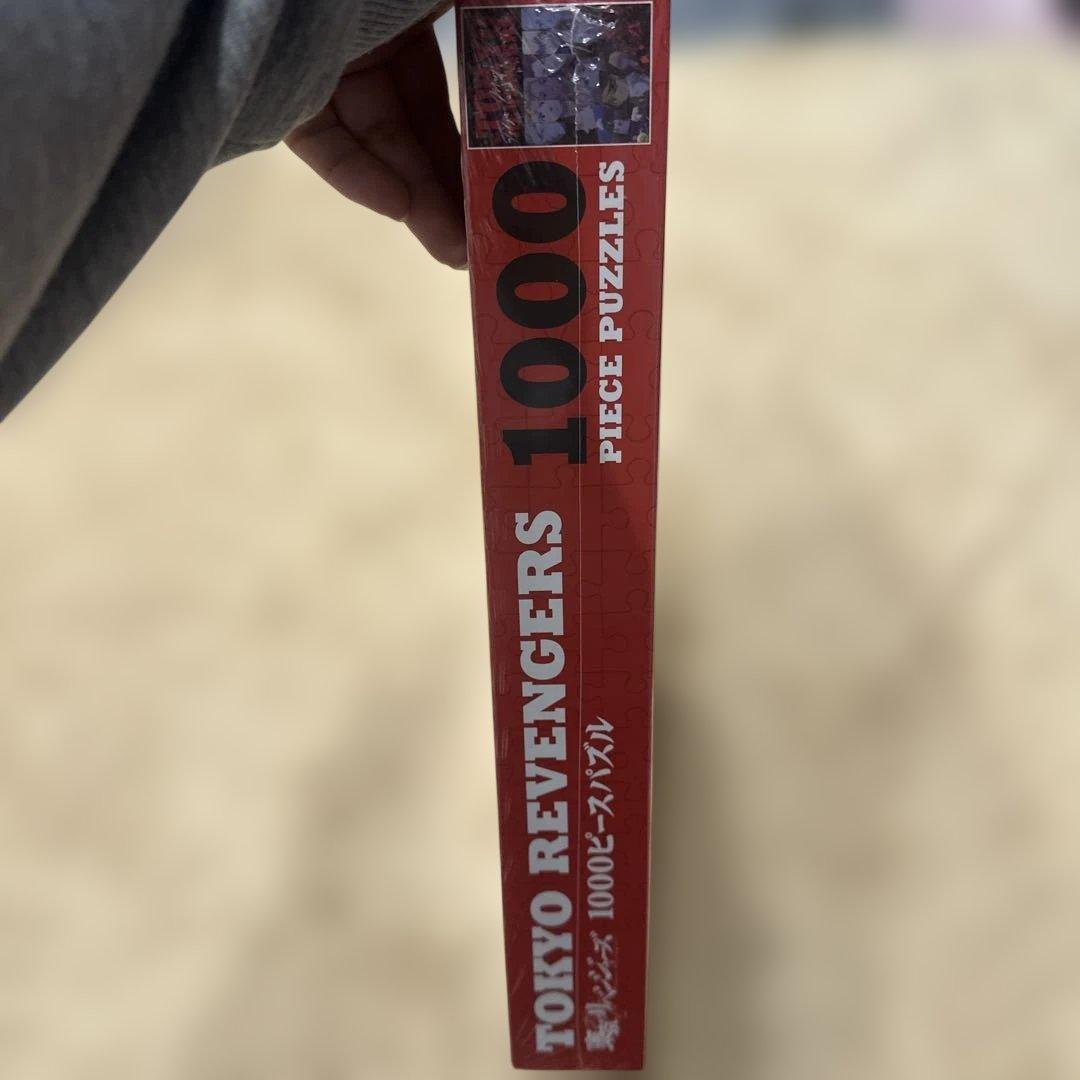 TOKYO REVENGERS 1000
PIECE PUZZLES
東京リベンジャーズ 1000ピースパズル